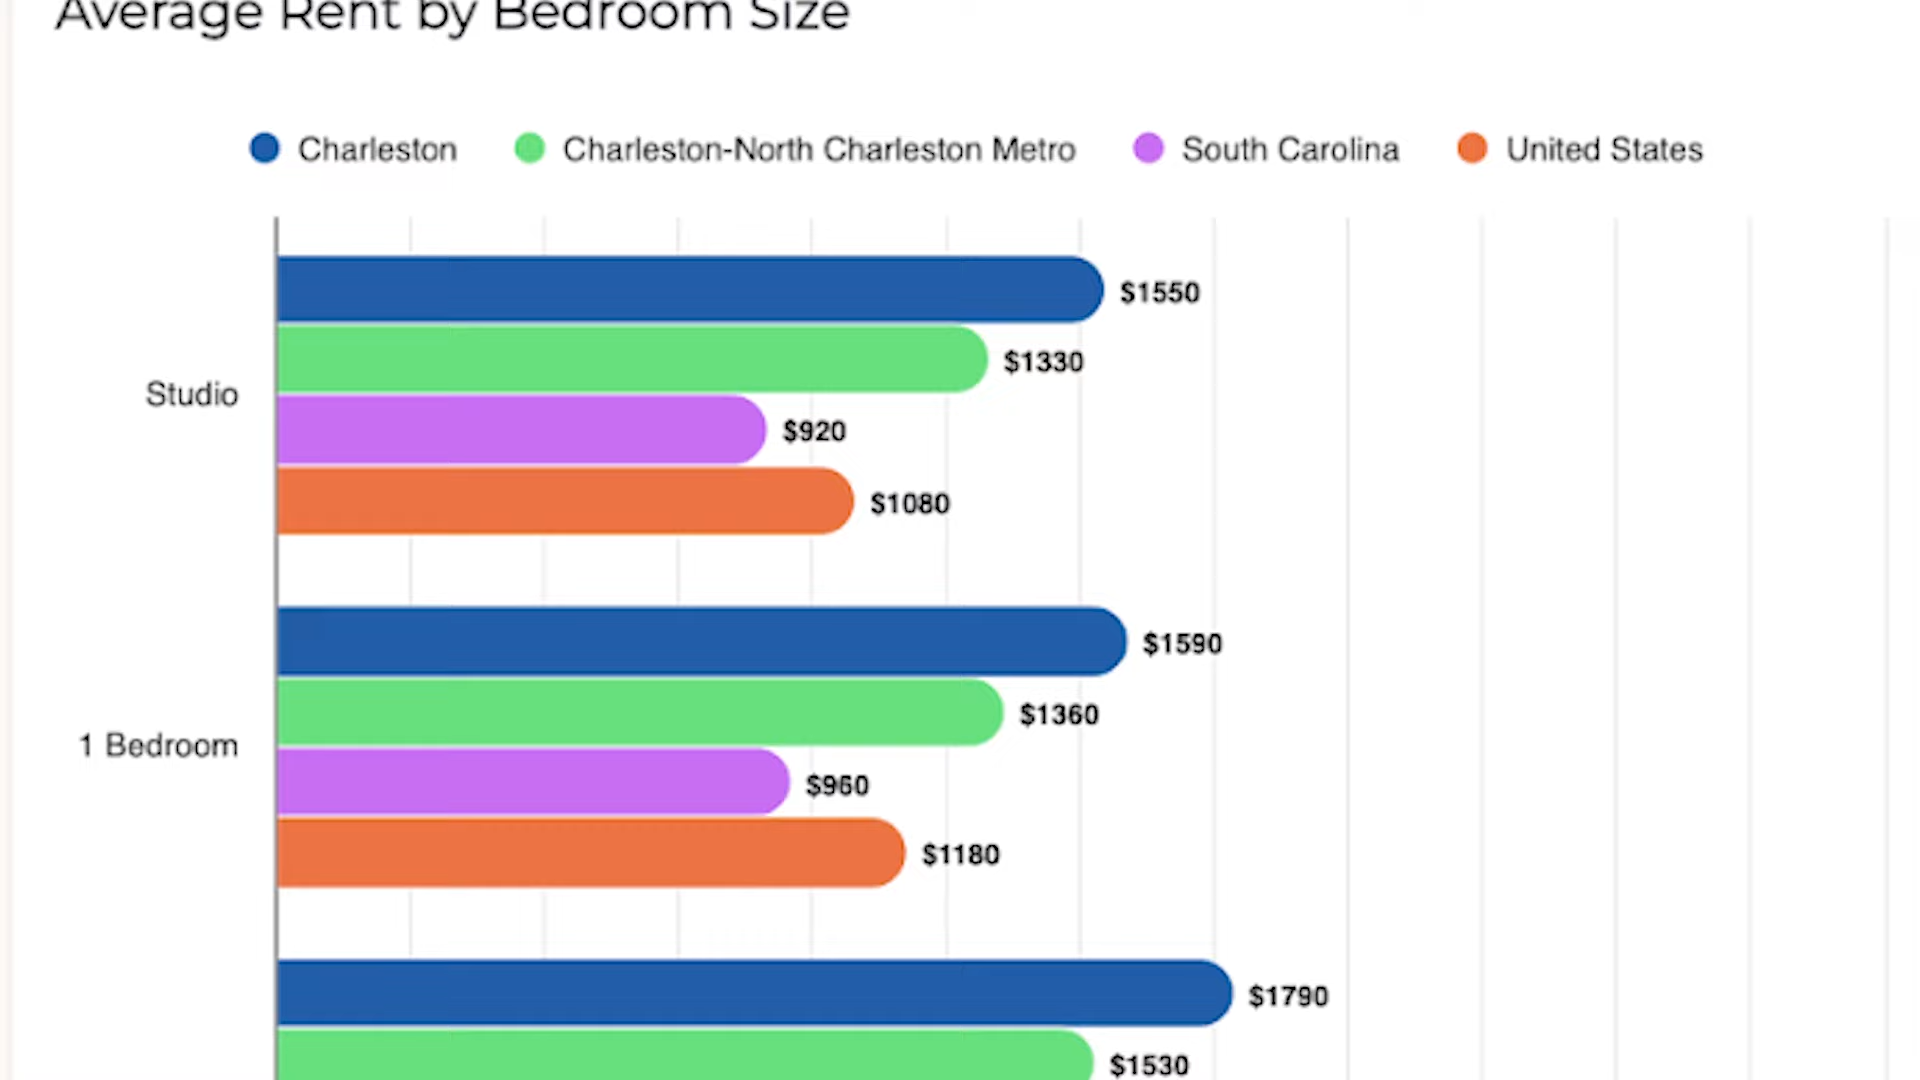 Average Rent by Bedroom Size
Charleston Charleston-North Charleston Metro South Carolina United States
Studio
$1550
$1330
$920
$1080
1 Bedroom
$1590
$1360
$960
$1180
$1790
$1530